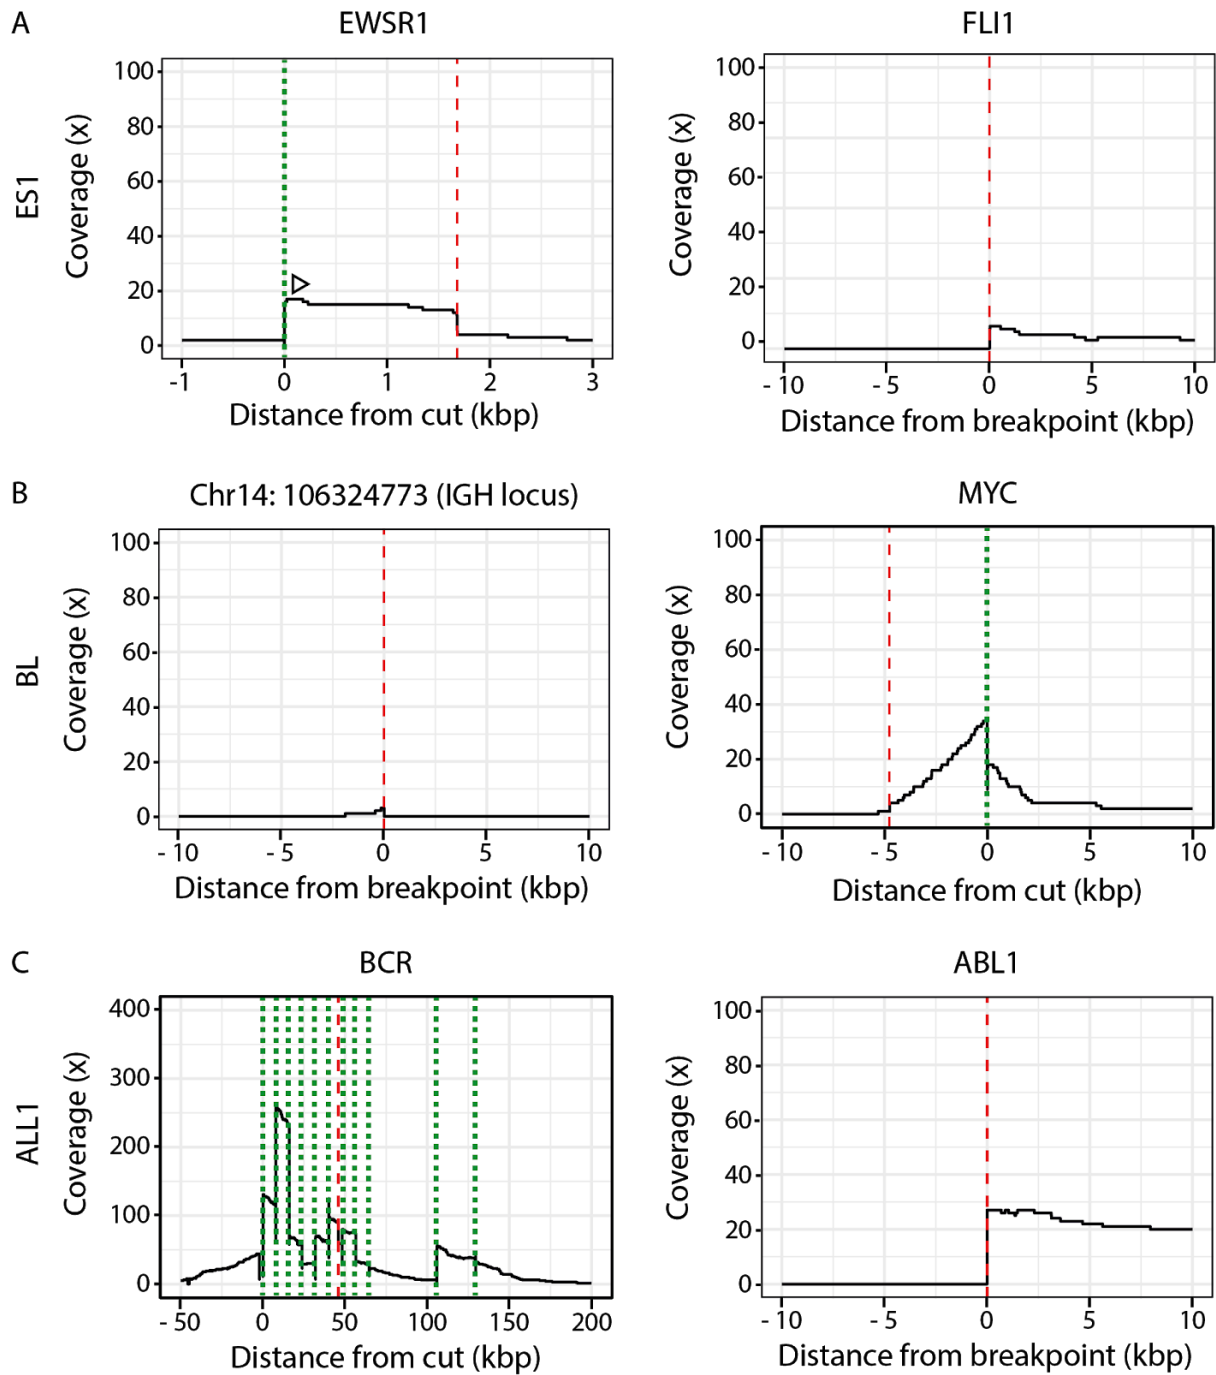 A
EWSR1
FLI1
ES1
Coverage (x)
100
80
60
40
20
0
-1
0
1
2
3
Distance from cut (kbp)
Coverage (x)
100
80
60
40
20
0
- 10
- 5
0
5
10
Distance from breakpoint (kbp)
B
Chr14: 106324773 (IGH locus)
MYC
BL
Coverage (x)
100
80
60
40
20
0
- 10
- 5
0
5
10
Distance from breakpoint (kbp)
Coverage (x)
100
80
60
40
20
0
- 10
- 5
0
5
10
Distance from cut (kbp)
C
BCR
ABL1
ALL1
Coverage (x)
400
300
200
100
0
- 50
0
50
100
150
200
Distance from cut (kbp)
Coverage (x)
100
80
60
40
20
0
- 10
- 5
0
5
10
Distance from breakpoint (kbp)